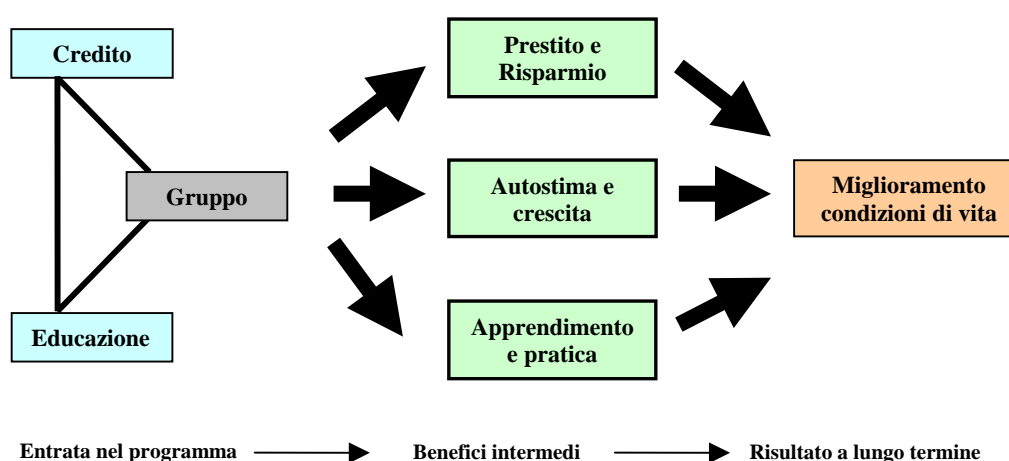 Credito
Gruppo
Educazione
Prestito e
Risparmio
Autostima e
crescita
Apprendimento
e pratica
Miglioramento
condizioni di vita
Entrata nel programma
Benefici intermedi
Risultato a lungo termine